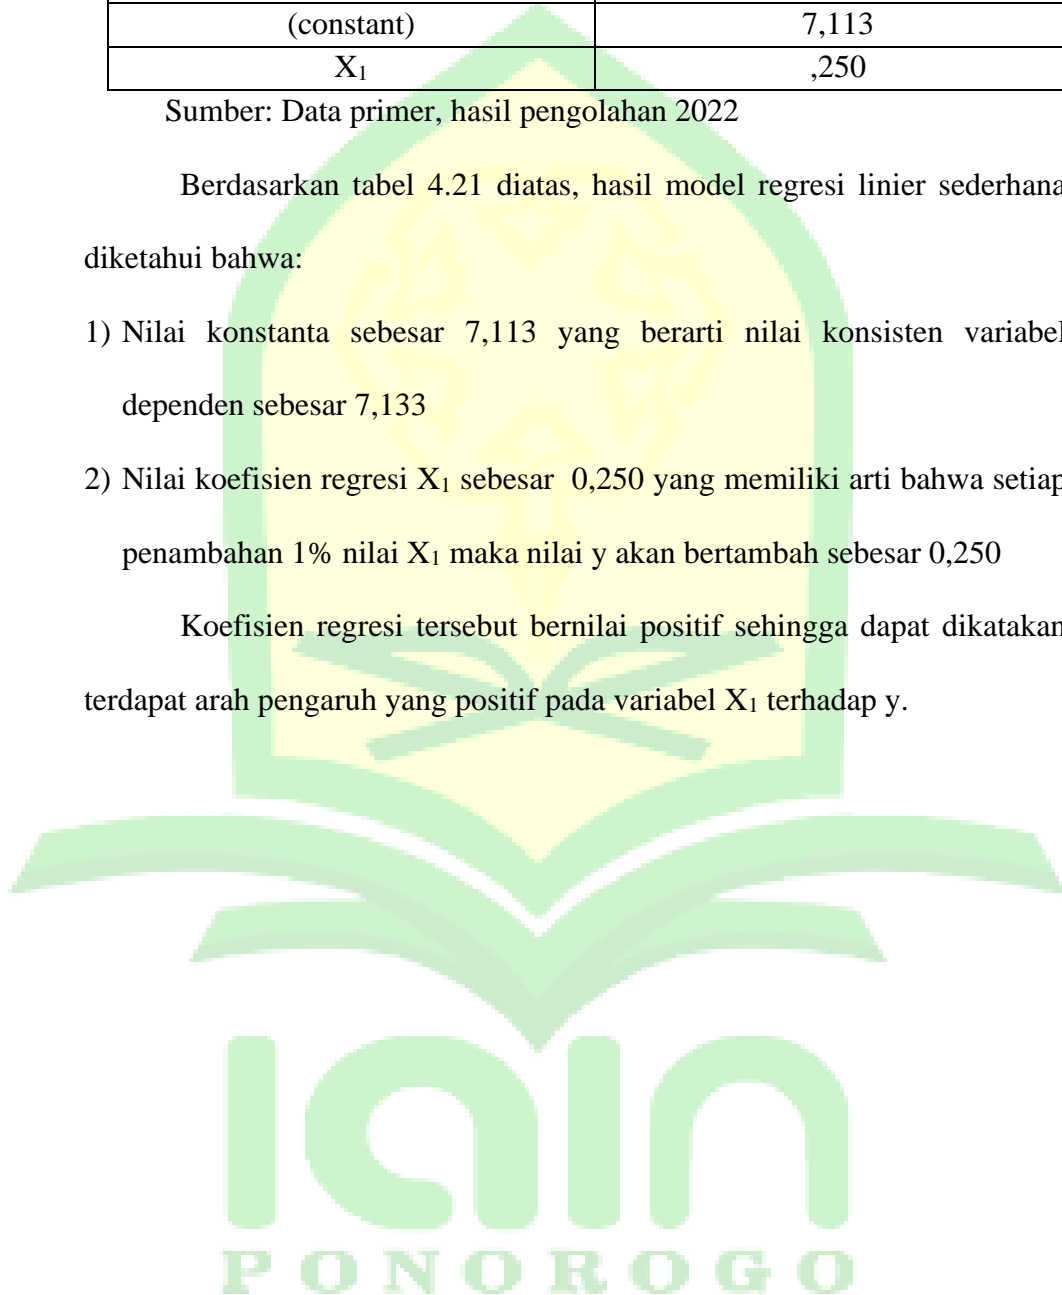 (constant) 7,113
X₁ ,250
Sumber: Data primer, hasil pengolahan 2022
Berdasarkan tabel 4.21 diatas, hasil model regresi linier sederhana
diketahui bahwa:
1) Nilai konstanta sebesar 7,113 yang berarti nilai konsisten variabel
dependen sebesar 7,133
2) Nilai koefisien regresi X₁ sebesar 0,250 yang memiliki arti bahwa setiap
penambahan 1% nilai X₁ maka nilai y akan bertambah sebesar 0,250
Koefisien regresi tersebut bernilai positif sehingga dapat dikatakan
terdapat arah pengaruh yang positif pada variabel X₁ terhadap y.
iain
PONOROGO